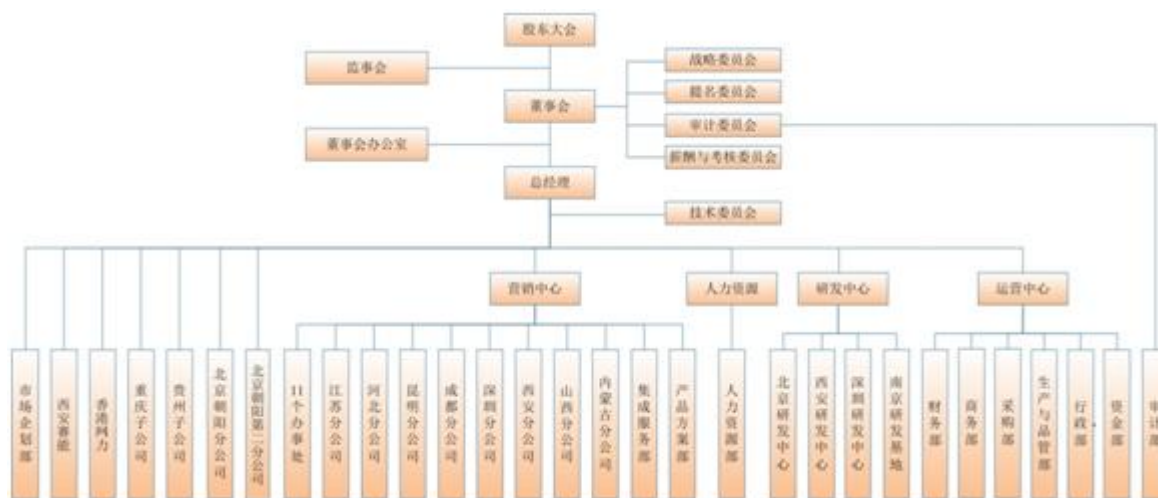 股东大会
监事会
战略委员会
董事会
提名委员会
审计委员会
董事会办公室
薪酬与考核委员会
总经理
技术委员会
营销中心
人力资源
研发中心
运营中心
市场企划部
西安赛能
香港网力
重庆子公司
贵州子公司
北京朝阳分公司
北京朝阳第二分公司
11个办事处
江苏分公司
河北分公司
昆明分公司
成都分公司
深圳分公司
西安分公司
山西分公司
内蒙古分公司
集成服务部
产品方案部
人力资源部
北京研发中心
西安研发中心
深圳研发中心
南京研发基地
财务部
商务部
采购部
生产与品管部
行政部
资金部
审计部